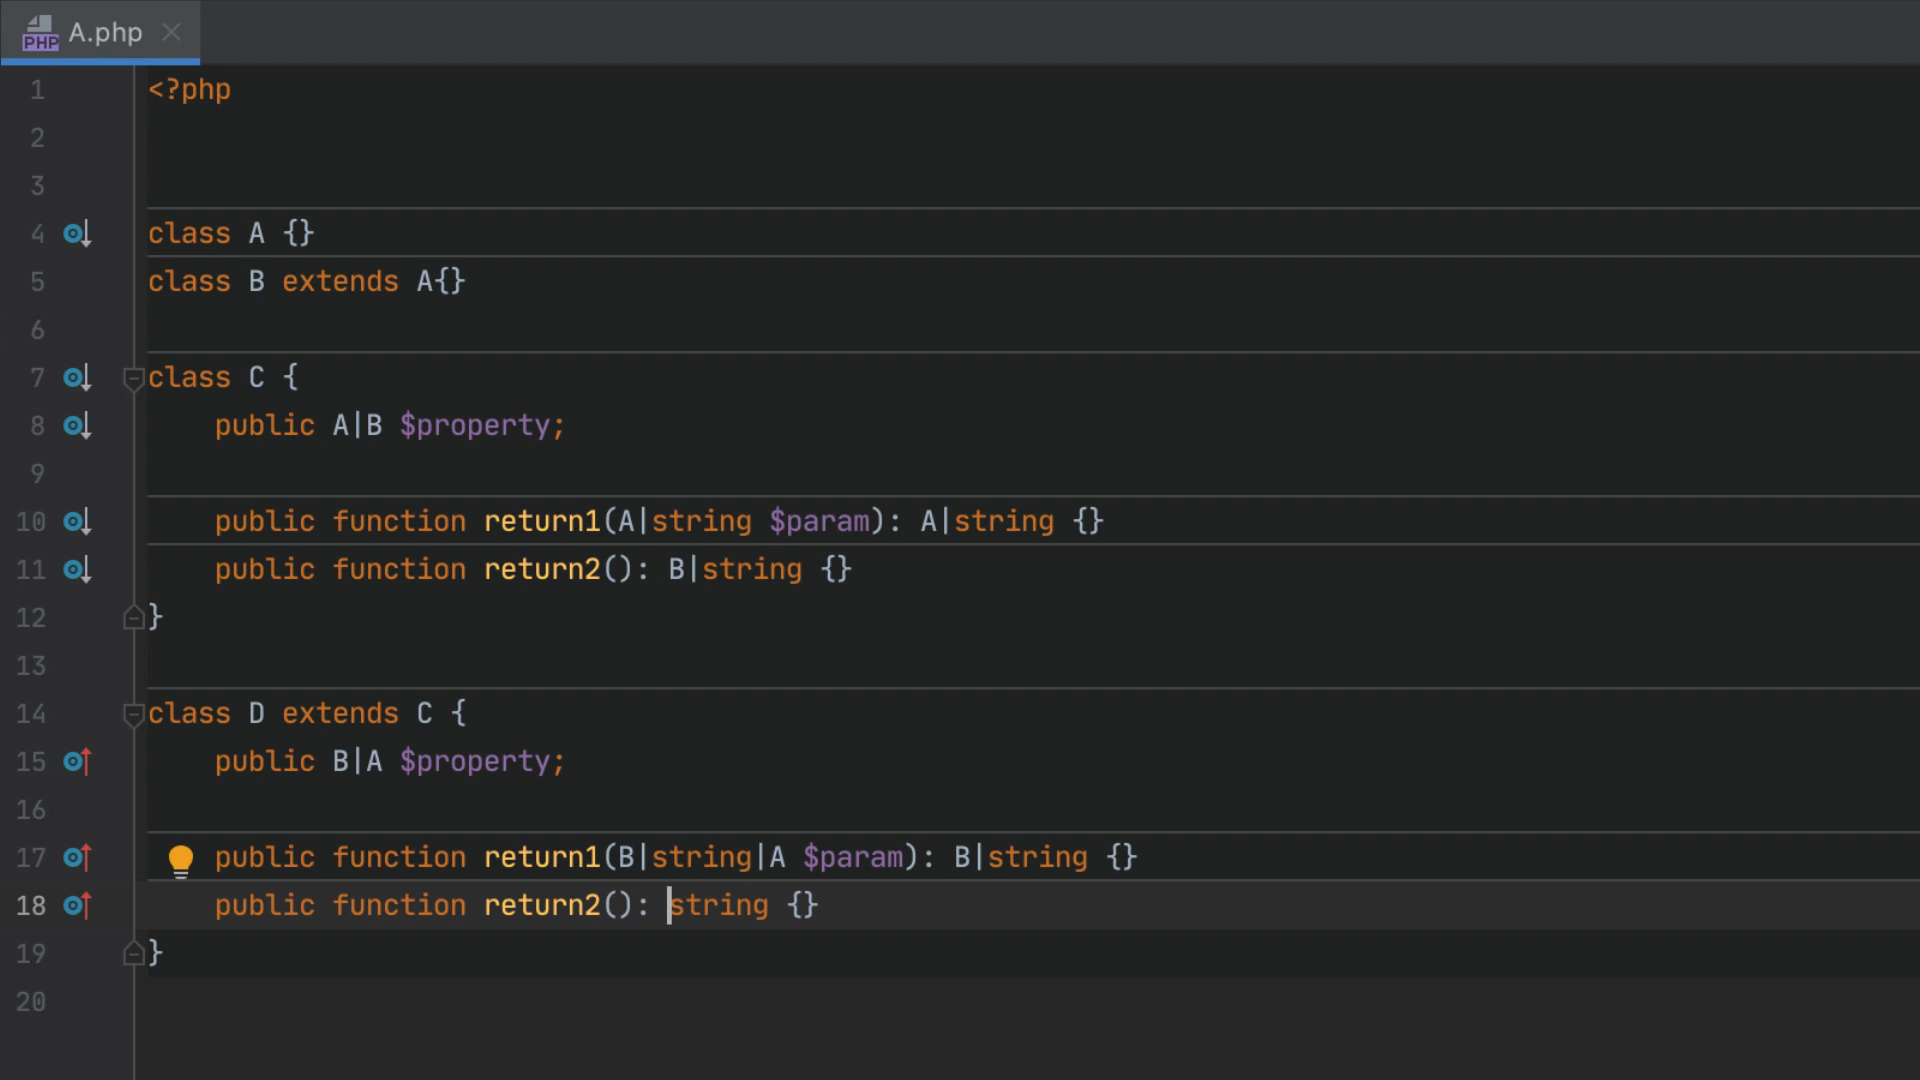 PHP A.php
1 <?php
2
3
4 class A {}
5 class B extends A{}
6
7 class C {
8 public A|B $property;
9
10 public function return1(A|string $param): A|string {}
11 public function return2(): B|string {}
12 }
13
14 class D extends C {
15 public B|A $property;
16
17 public function return1(B|string|A $param): B|string {}
18 public function return2(): string {}
19 }
20